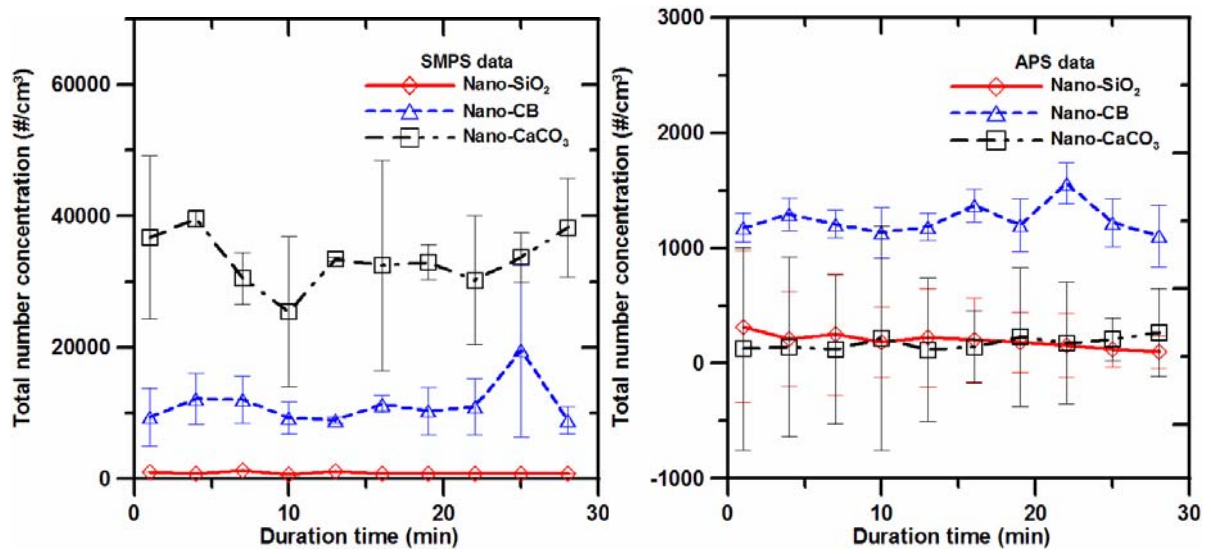 SMPS data
Nano-SiO₂
Nano-CB
Nano-CaCO₃
Total number concentration (#/cm³)
60000
40000
20000
0
0
10
20
30
Duration time (min)
APS data
Nano-SiO₂
Nano-CB
Nano-CaCO₃
Total number concentration (#/cm³)
3000
2000
1000
0
-1000
0
10
20
30
Duration time (min)